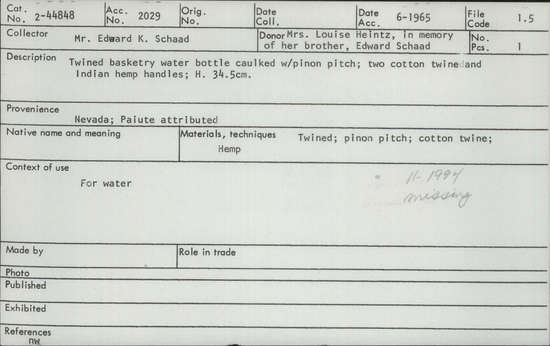 Cat. No. 2-44848 Acc. No. 2029 Orig. No. Date Coll. Date Acc. 6-1965 File Code 1.5
Collector Mr. Edward K. Schaad Donor Mrs. Louise Heintz, in memory of her brother, Edward Schaad No. Pcs. 1
Description Twined basketry water bottle caulked w/pinon pitch; two cotton twine and
Indian hemp handles; H. 34.5cm.
Provenience
Nevada; Paiute attributed
Native name and meaning Materials, techniques Twined; pinon pitch; cotton twine;
Hemp
Context of use
For water
11-1994
missing
Made by Role in trade
Photo
Published
Exhibited
References
nw